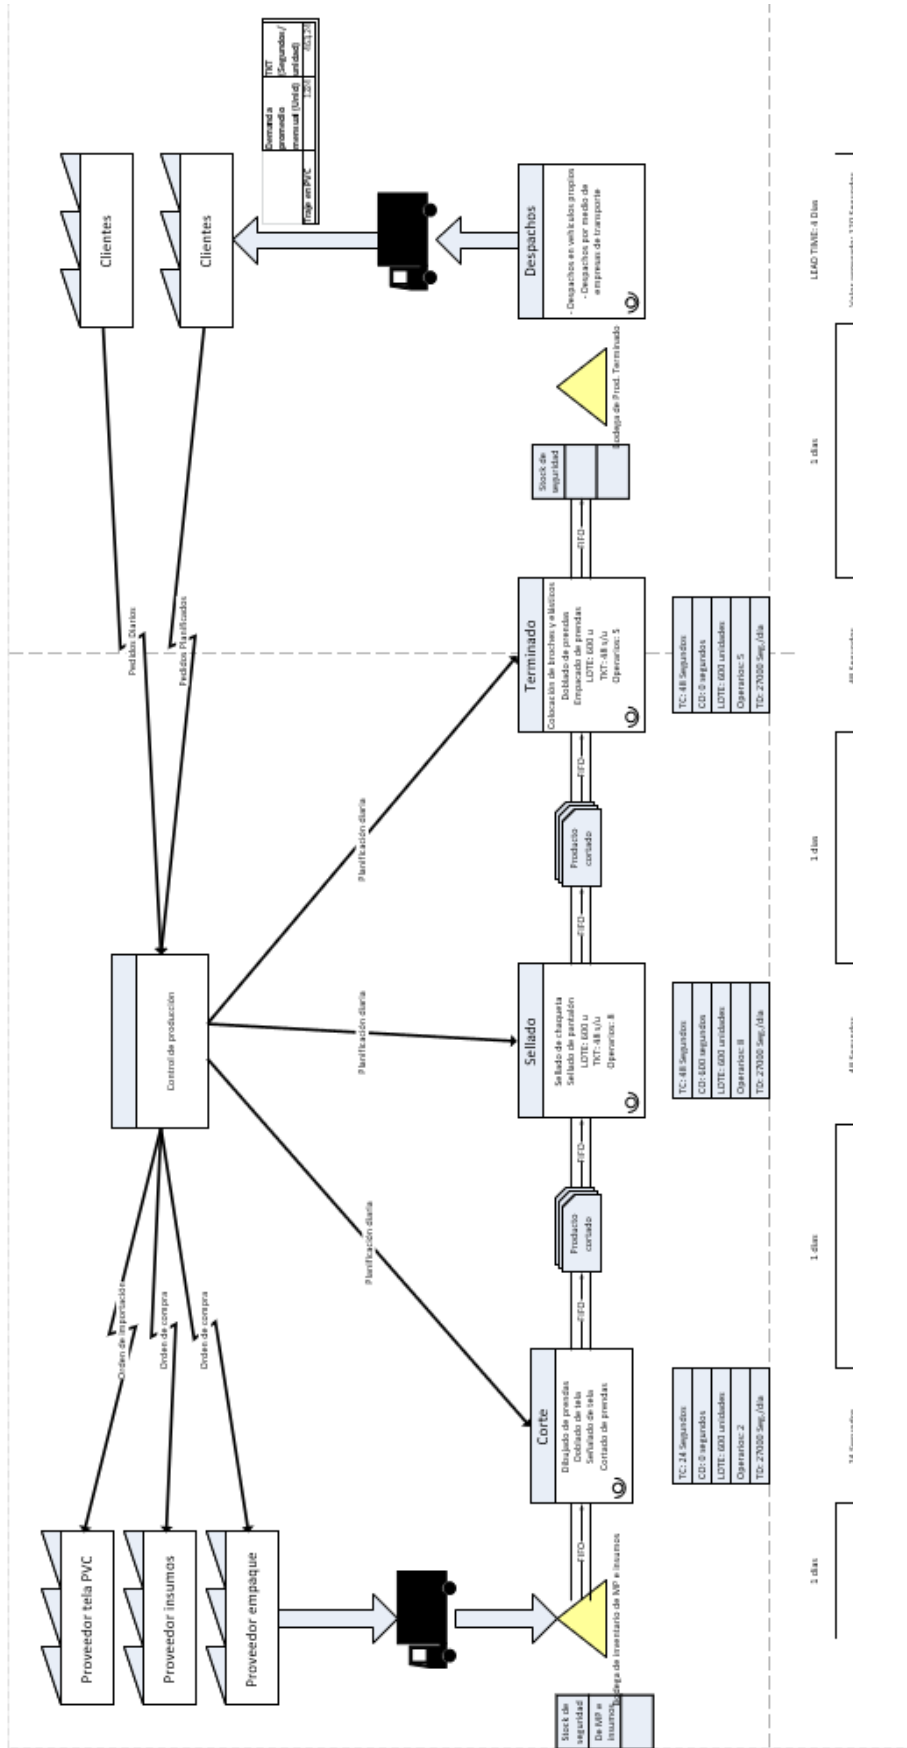 Clientes
Clientes
Demanda
promedio
mensual (Unid)
TKT
(Segundos/
unidad)
Traje en PVC
Pedidos Diarios
Pedidos Planificados
Control de producción
Orden de importación
Orden de compra
Orden de compra
Proveedor tela PVC
Proveedor insumos
Proveedor empaque
Planificación diaria
Planificación diaria
Planificación diaria
Stock de
seguridad
De MP e
insumos
Bodega de Inventario de MP e Insumos
FIFO
Corte
Dibujado de prendas
Doblado de tela
Señalado de tela
Cortado de prendas
FIFO
Producto
cortado
FIFO
Sellado
Sellado de chaqueta
Sellado de pantalón
LOTE: 600 u
TKT: 48 s/u
Operarios: 8
FIFO
Producto
cortado
FIFO
Terminado
Colocación de broches y elásticos
Doblado de prendas
Empacado de prendas
LOTE: 600 u
TKT: 48 s/u
Operarios: 5
FIFO
Stock de
seguridad
Bodega de Prod. Terminado
Despachos
- Despachos en vehículos propios
- Despachos por medio de
empresas de transporte
TC: 24 Segundos
CO: 0 segundos
LOTE: 600 unidades
Operarios: 2
TD: 27000 Seg./día
TC: 48 Segundos
CO: 600 segundos
LOTE: 600 unidades
Operarios: 8
TD: 27000 Seg./día
TC: 48 Segundos
CO: 0 segundos
LOTE: 600 unidades
Operarios: 5
TD: 27000 Seg./día
1 días
1 días
1 días
1 días
LEAD TIME: 4 Días